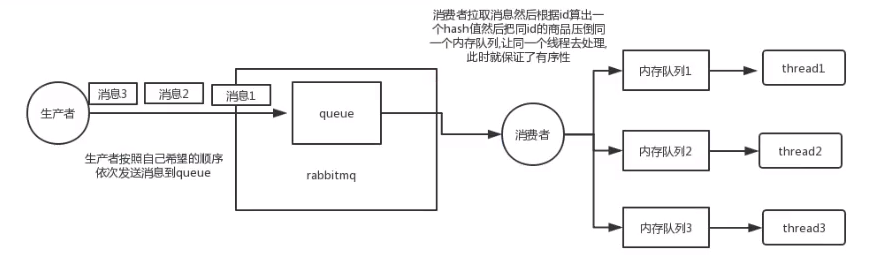 消费者拉取消息然后根据id算出一
个hash值然后把同id的商品压倒同
一个内存队列,让同一个线程去处理,
此时就保证了有序性
生产者
消息3
消息2
消息1
queue
rabbitmq
生产者按照自己希望的顺序
依次发送消息到queue
消费者
内存队列1
thread1
内存队列2
thread2
内存队列3
thread3